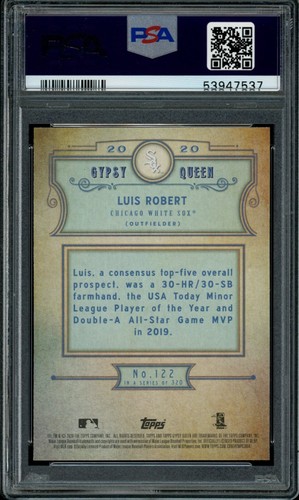 PSA
53947537
20 20
GYPSY QUEEN
LUIS ROBERT
CHICAGO WHITE SOX®
(OUTFIELDER)
Luis, a consensus top-five overall
prospect, was a 30-HR/30-SB
farmhand, the USA Today Minor
League Player of the Year and
Double-A All-Star Game MVP
in 2019.
No. 122
IN A SERIES OF 320
Topps